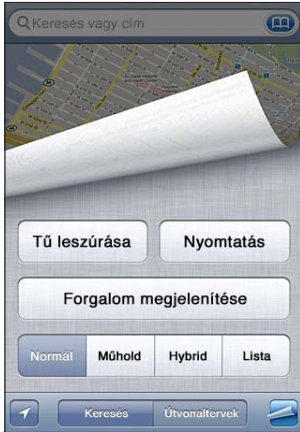 Keresés vagy cím
Tű leszúrása
Nyomtatás
Forgalom megjelenítése
Normál Műhold Hybrid Lista
Keresés Útvonaltervek